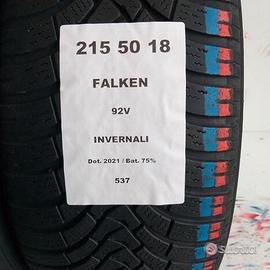 215 50 18
FALKEN
92V
INVERNALI
Dot. 2021 / Bat. 75%
537